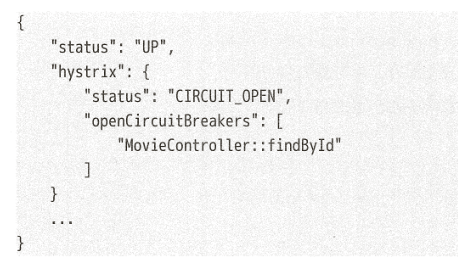 {
    "status": "UP",
    "hystrix": {
        "status": "CIRCUIT_OPEN",
        "openCircuitBreakers": [
            "MovieController::findById"
        ]
    }
    ...
}